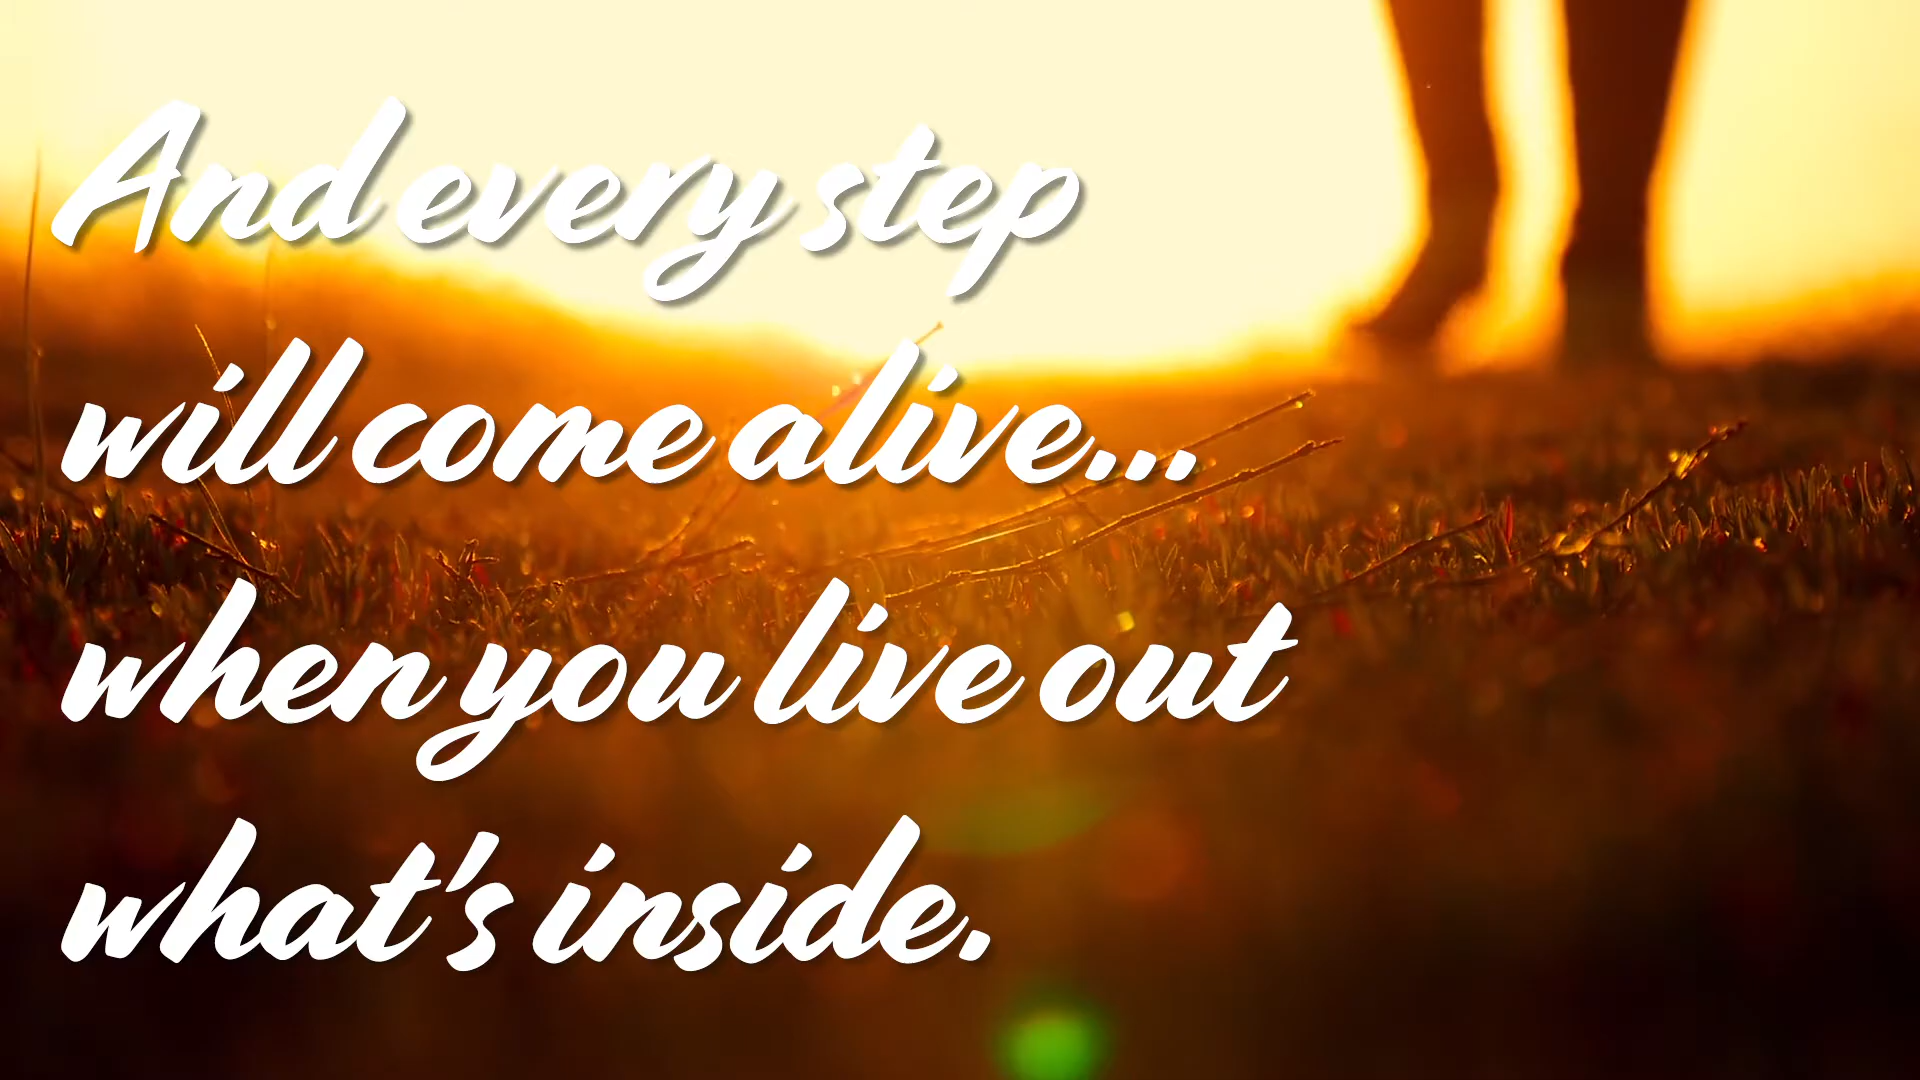 And every step
will come alive...
when you live out
what's inside.